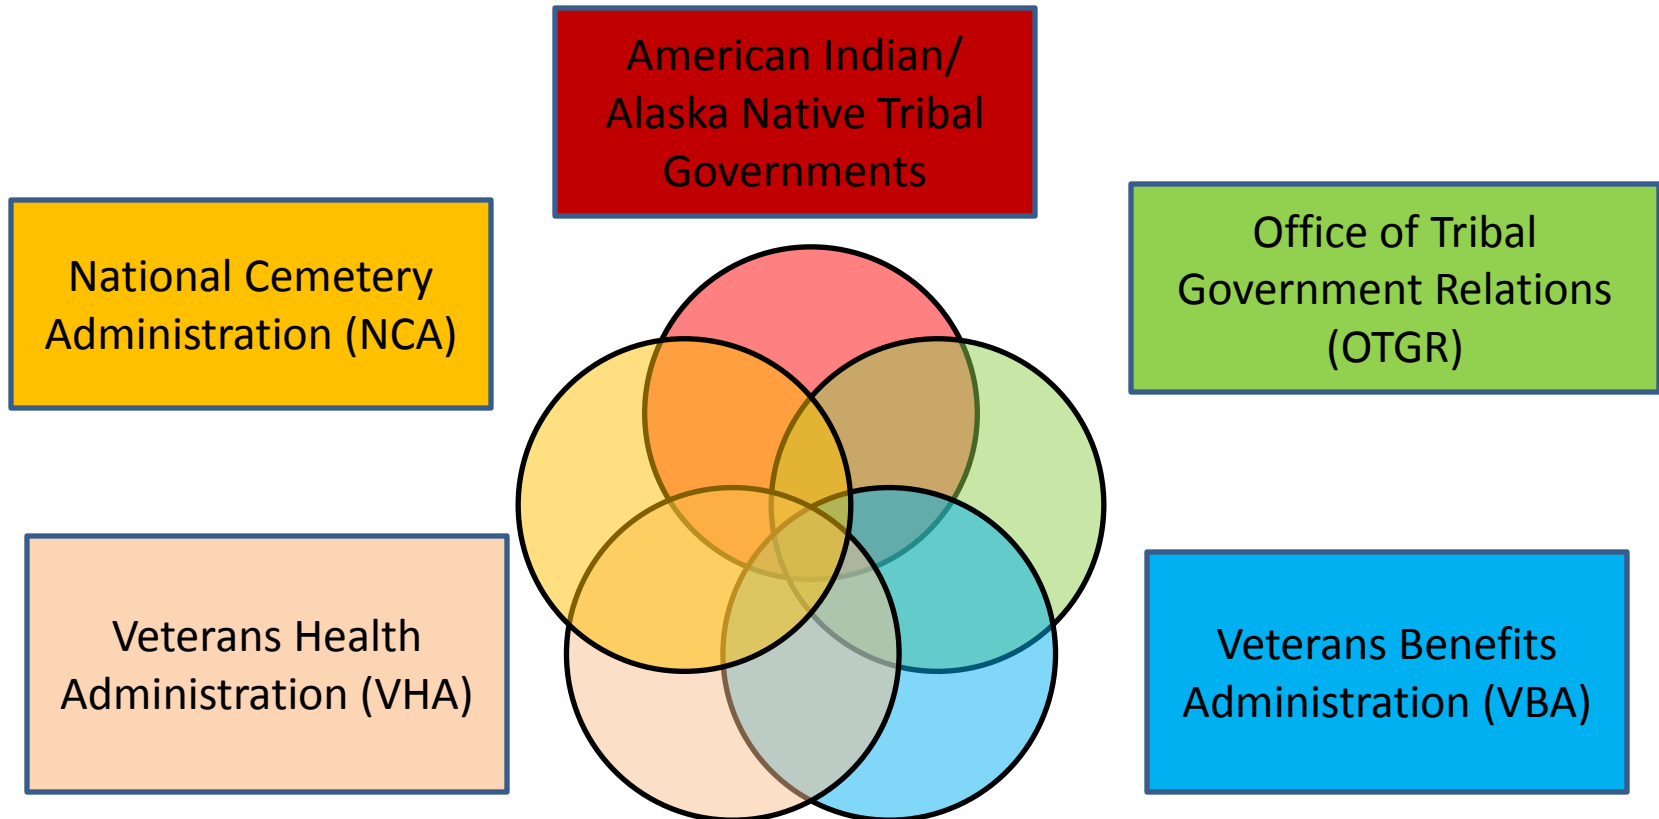 American Indian/
Alaska Native Tribal
Governments
National Cemetery
Administration (NCA)
Office of Tribal
Government Relations
(OTGR)
Veterans Health
Administration (VHA)
Veterans Benefits
Administration (VBA)